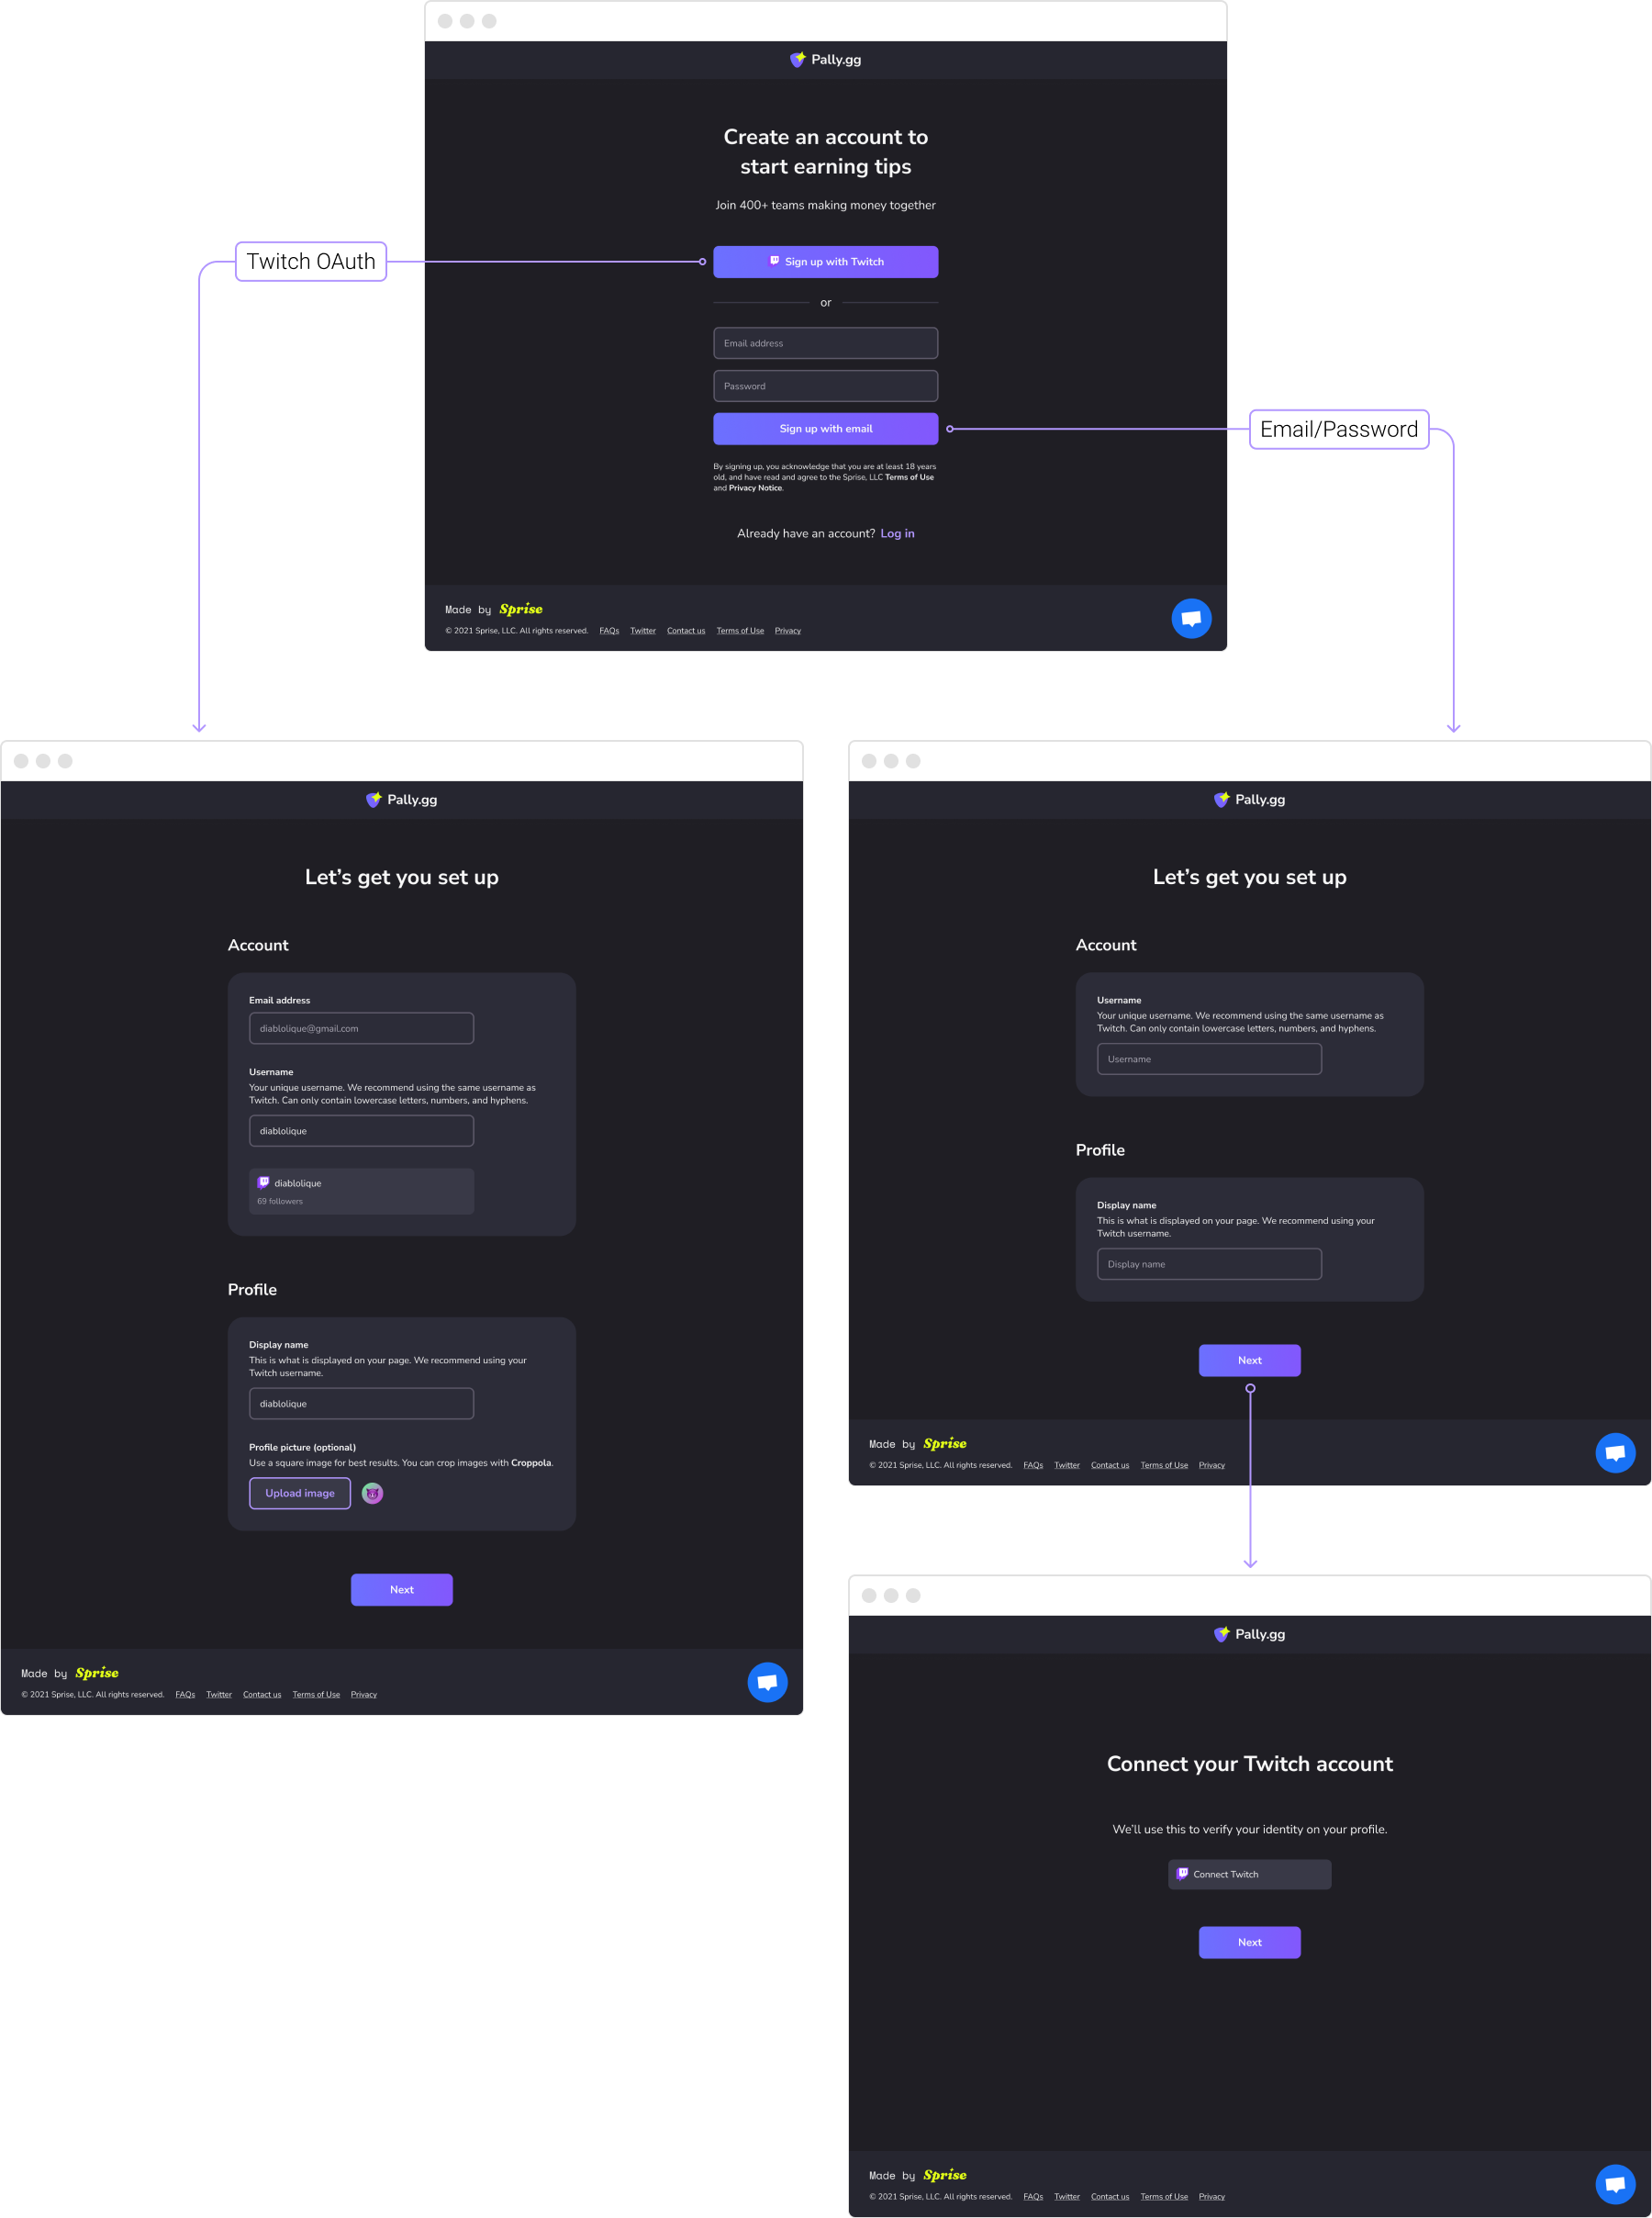 Pally.gg
Create an account to
start earning tips
Join 400+ teams making money together
Twitch OAuth
Sign up with Twitch
or
Email address
Password
Sign up with email
Email/Password
By signing up, you acknowledge that you are at least 18 years
old, and have read and agree to the Sprise, LLC Terms of Use
and Privacy Notice.
Already have an account? Log in
Made by Sprise
© 2021 Sprise, LLC. All rights reserved. FAQs Twitter Contact us Terms of Use Privacy
Pally.gg
Let’s get you set up
Account
Email address
diablolique@gmail.com
Username
Your unique username. We recommend using the same username as
Twitch. Can only contain lowercase letters, numbers, and hyphens.
diablolique
diablolique
69 followers
Profile
Display name
This is what is displayed on your page. We recommend using your
Twitch username.
diablolique
Profile picture (optional)
Use a square image for best results. You can crop images with Croppola.
Upload image
Next
Made by Sprise
© 2021 Sprise, LLC. All rights reserved. FAQs Twitter Contact us Terms of Use Privacy
Pally.gg
Let’s get you set up
Account
Username
Your unique username. We recommend using the same username as
Twitch. Can only contain lowercase letters, numbers, and hyphens.
Username
Profile
Display name
This is what is displayed on your page. We recommend using your
Twitch username.
Display name
Next
Made by Sprise
© 2021 Sprise, LLC. All rights reserved. FAQs Twitter Contact us Terms of Use Privacy
Pally.gg
Connect your Twitch account
We’ll use this to verify your identity on your profile.
Connect Twitch
Next
Made by Sprise
© 2021 Sprise, LLC. All rights reserved. FAQs Twitter Contact us Terms of Use Privacy